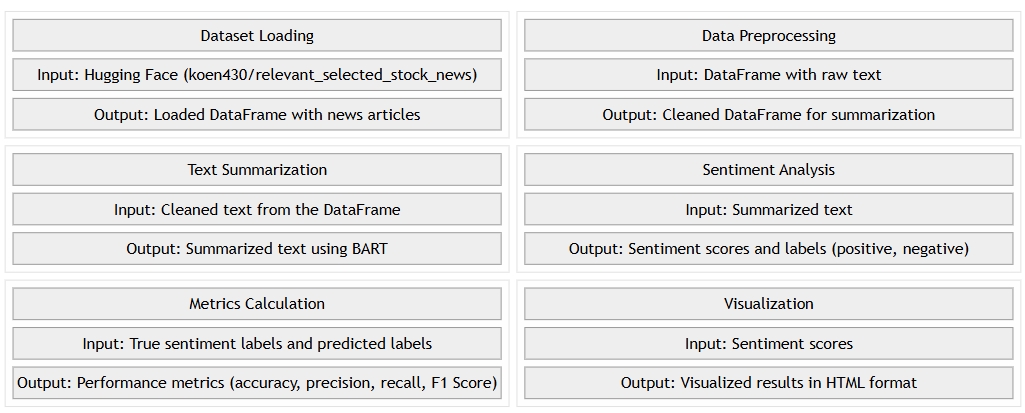 Dataset Loading
Input: Hugging Face (koen430/relevant_selected_stock_news)
Output: Loaded DataFrame with news articles
Data Preprocessing
Input: DataFrame with raw text
Output: Cleaned DataFrame for summarization
Text Summarization
Input: Cleaned text from the DataFrame
Output: Summarized text using BART
Sentiment Analysis
Input: Summarized text
Output: Sentiment scores and labels (positive, negative)
Metrics Calculation
Input: True sentiment labels and predicted labels
Output: Performance metrics (accuracy, precision, recall, F1 Score)
Visualization
Input: Sentiment scores
Output: Visualized results in HTML format